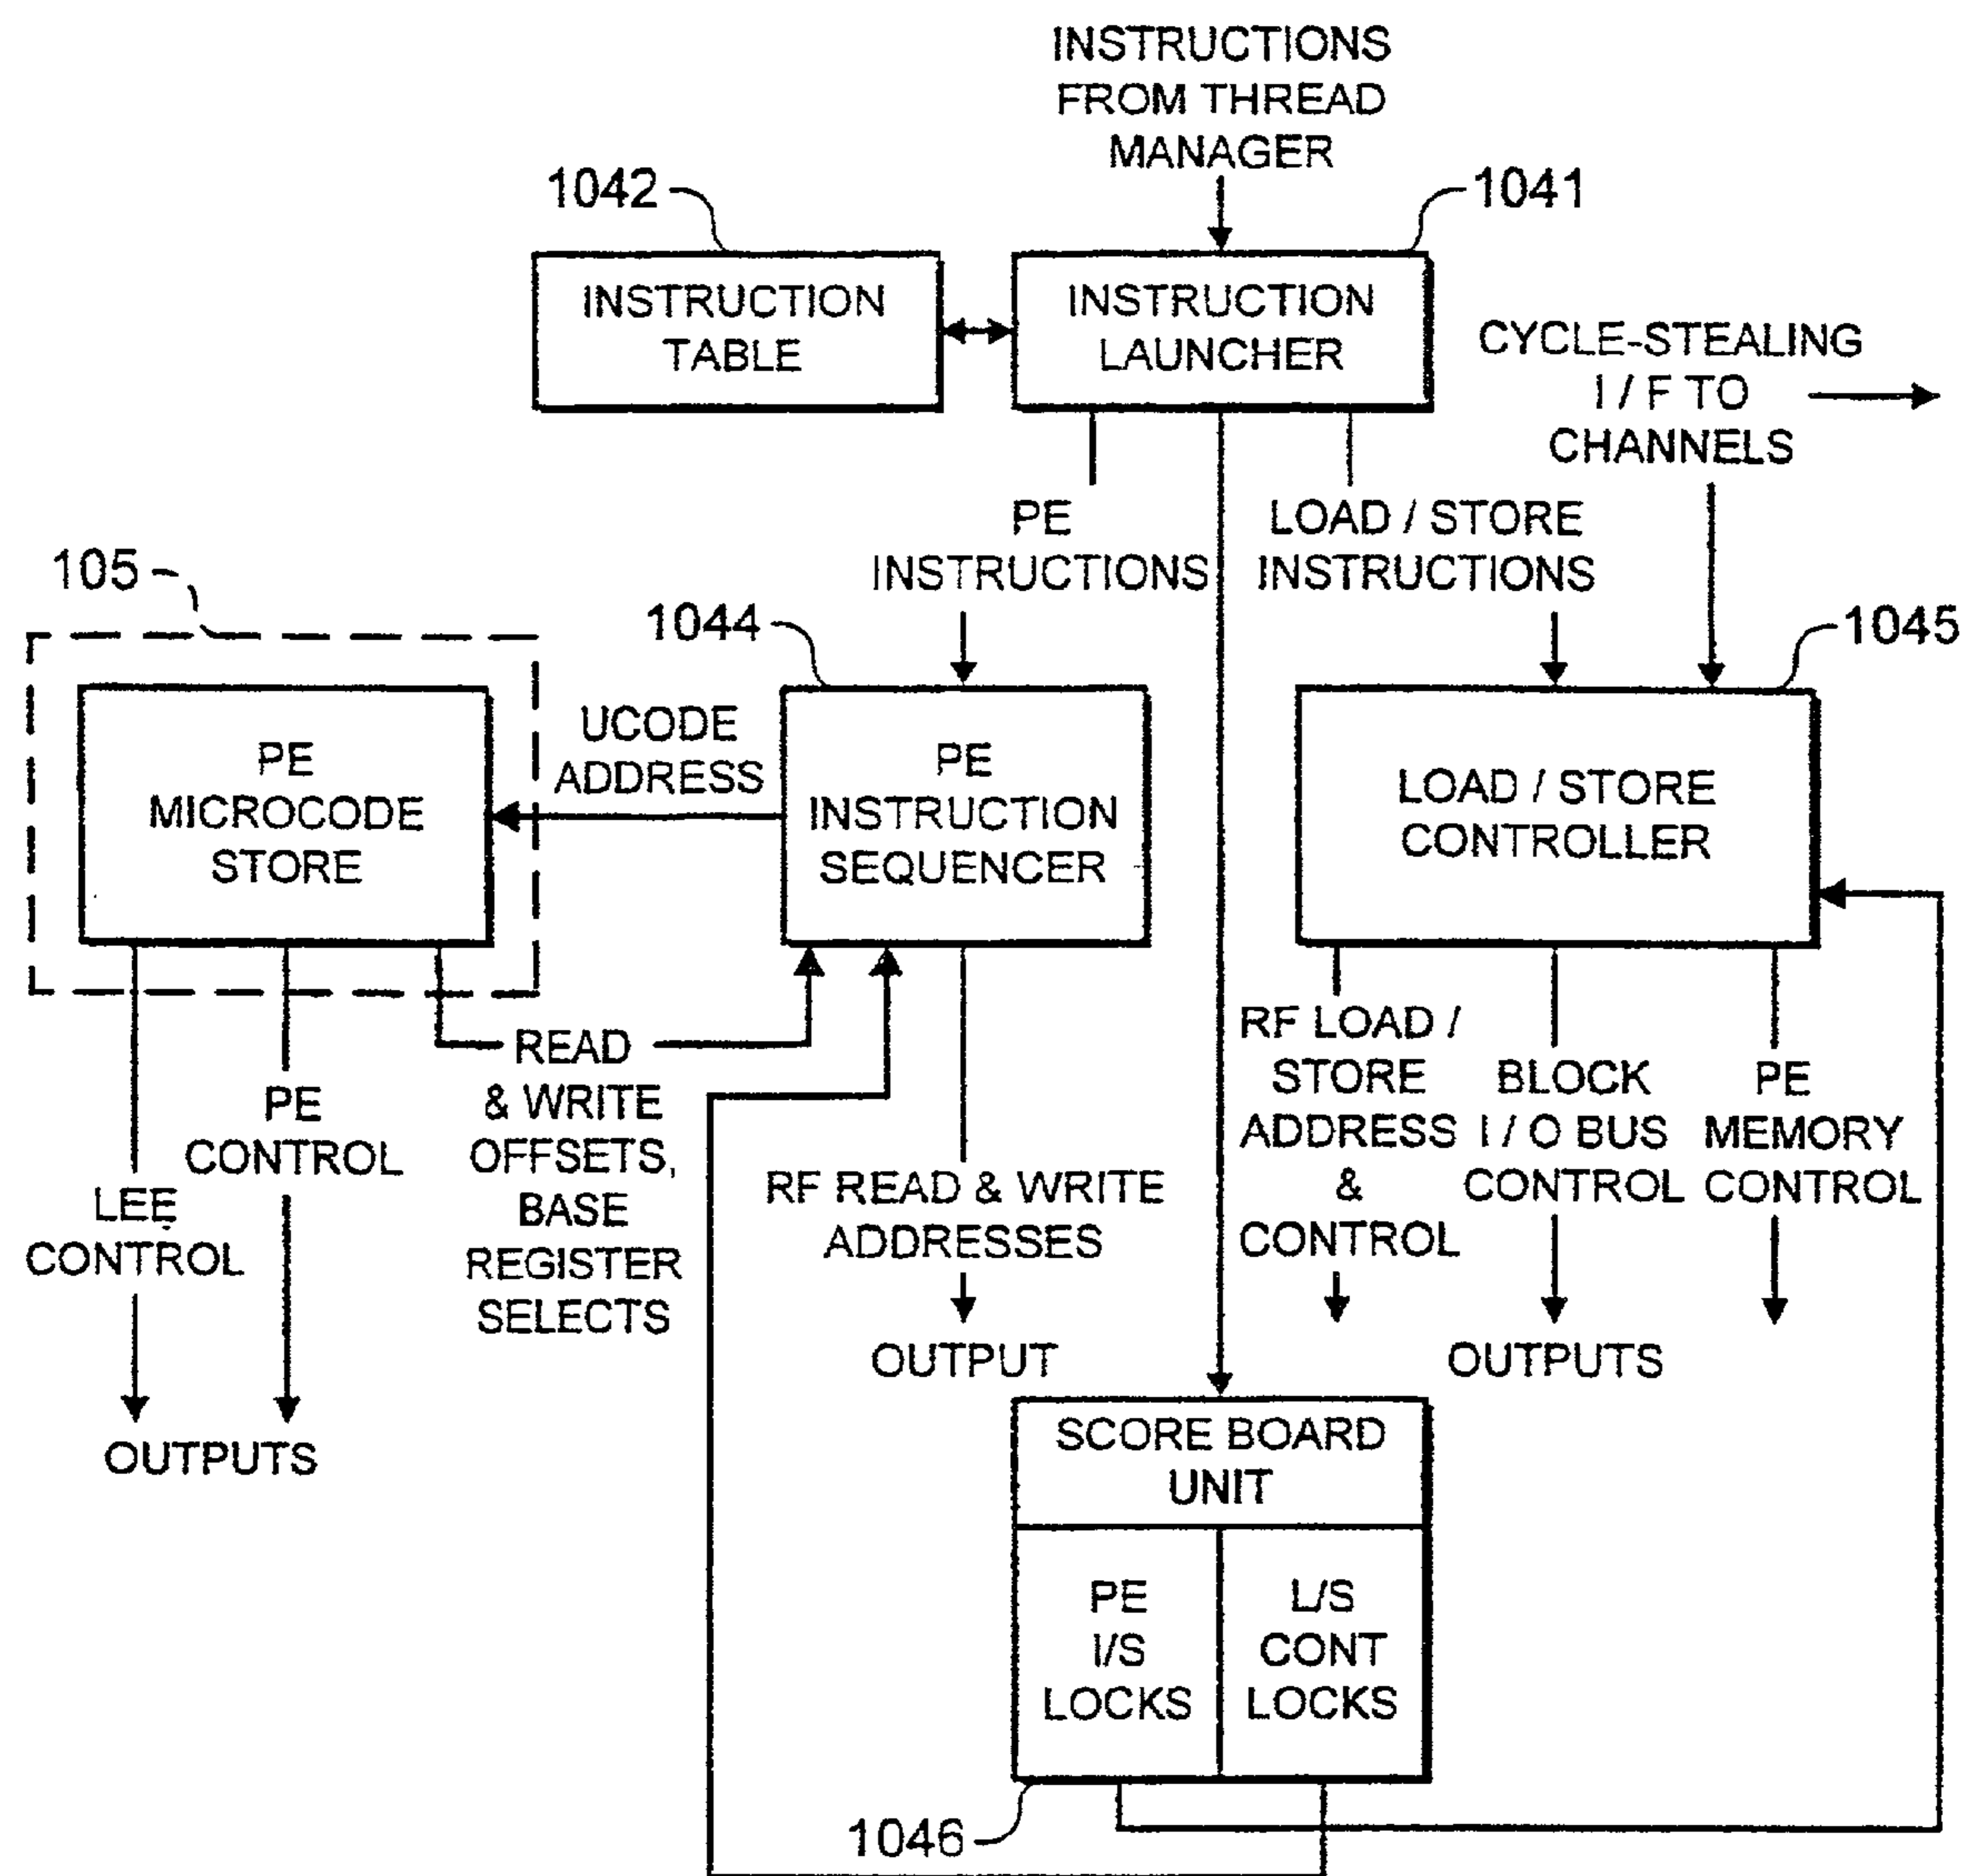 INSTRUCTIONS
FROM THREAD
MANAGER
1042
1041
INSTRUCTION
TABLE
INSTRUCTION
LAUNCHER
CYCLE-STEALING
I / F TO
CHANNELS
PE
INSTRUCTIONS
LOAD / STORE
INSTRUCTIONS
105
1044
1045
PE
MICROCODE
STORE
UCODE
ADDRESS
PE
INSTRUCTION
SEQUENCER
LOAD / STORE
CONTROLLER
LEE
CONTROL
PE
CONTROL
READ
& WRITE
OFFSETS,
BASE
REGISTER
SELECTS
RF READ & WRITE
ADDRESSES
RF LOAD /
STORE
ADDRESS
&
CONTROL
BLOCK
I / O BUS
CONTROL
PE
MEMORY
CONTROL
OUTPUTS
OUTPUT
OUTPUTS
SCORE BOARD
UNIT
PE
I/S
LOCKS
L/S
CONT
LOCKS
1046